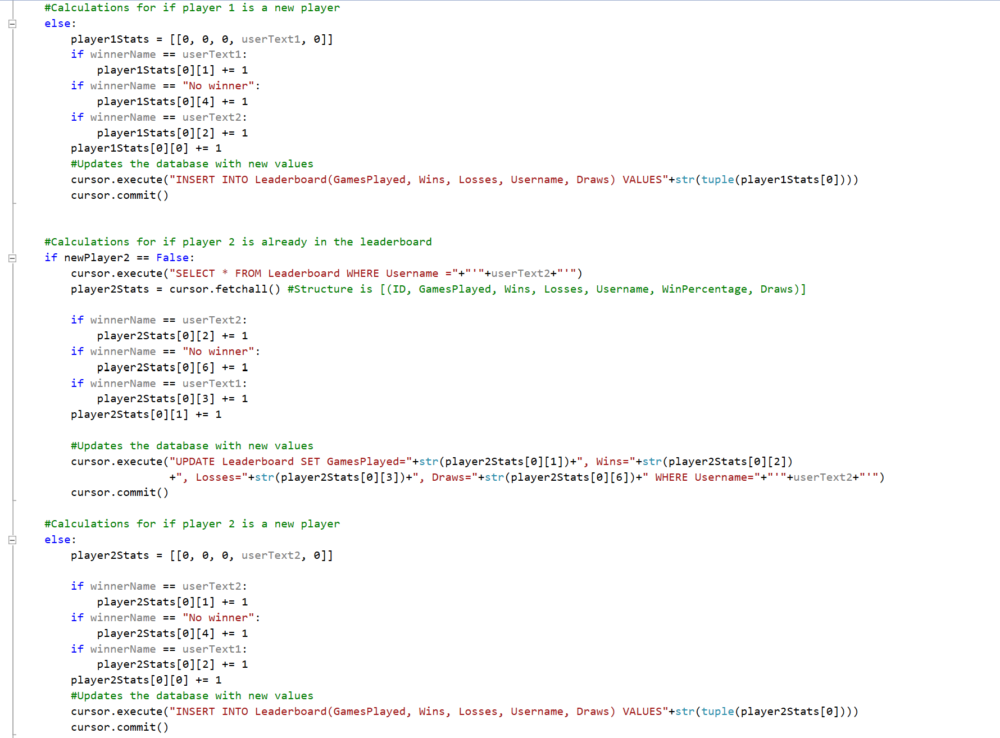 #Calculations for if player 1 is a new player
else:
player1Stats = [[0, 0, 0, userText1, 0]]
if winnerName == userText1:
player1Stats[0][1] += 1
if winnerName == "No winner":
player1Stats[0][4] += 1
if winnerName == userText2:
player1Stats[0][2] += 1
player1Stats[0][0] += 1
#Updates the database with new values
cursor.execute("INSERT INTO Leaderboard(GamesPlayed, Wins, Losses, Username, Draws) VALUES"+str(tuple(player1Stats[0])))
cursor.commit()
#Calculations for if player 2 is already in the leaderboard
if newPlayer2 == False:
cursor.execute("SELECT * FROM Leaderboard WHERE Username ="+"'"+userText2+"'")
player2Stats = cursor.fetchall() #Structure is [(ID, GamesPlayed, Wins, Losses, Username, WinPercentage, Draws)]
if winnerName == userText2:
player2Stats[0][2] += 1
if winnerName == "No winner":
player2Stats[0][6] += 1
if winnerName == userText1:
player2Stats[0][3] += 1
player2Stats[0][1] += 1
#Updates the database with new values
cursor.execute("UPDATE Leaderboard SET GamesPlayed="+str(player2Stats[0][1])+", Wins="+str(player2Stats[0][2])
+", Losses="+str(player2Stats[0][3])+", Draws="+str(player2Stats[0][6])+" WHERE Username="+"'"+userText2+"'")
cursor.commit()
#Calculations for if player 2 is a new player
else:
player2Stats = [[0, 0, 0, userText2, 0]]
if winnerName == userText2:
player2Stats[0][1] += 1
if winnerName == "No winner":
player2Stats[0][4] += 1
if winnerName == userText1:
player2Stats[0][2] += 1
player2Stats[0][0] += 1
#Updates the database with new values
cursor.execute("INSERT INTO Leaderboard(GamesPlayed, Wins, Losses, Username, Draws) VALUES"+str(tuple(player2Stats[0])))
cursor.commit()